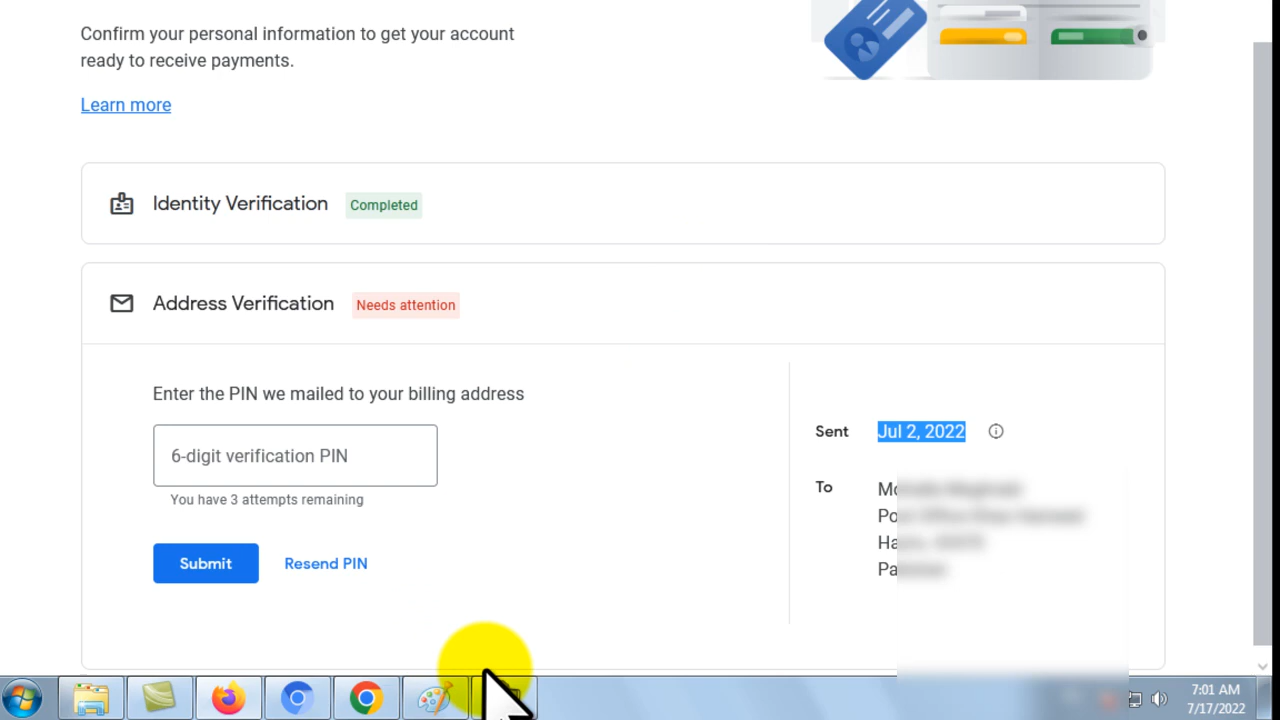 Confirm your personal information to get your account
ready to receive payments.
Learn more
Identity Verification Completed
Address Verification Needs attention
Enter the PIN we mailed to your billing address
6-digit verification PIN
You have 3 attempts remaining
Submit Resend PIN
Sent Jul 2, 2022
To
7:01 AM
7/17/2022